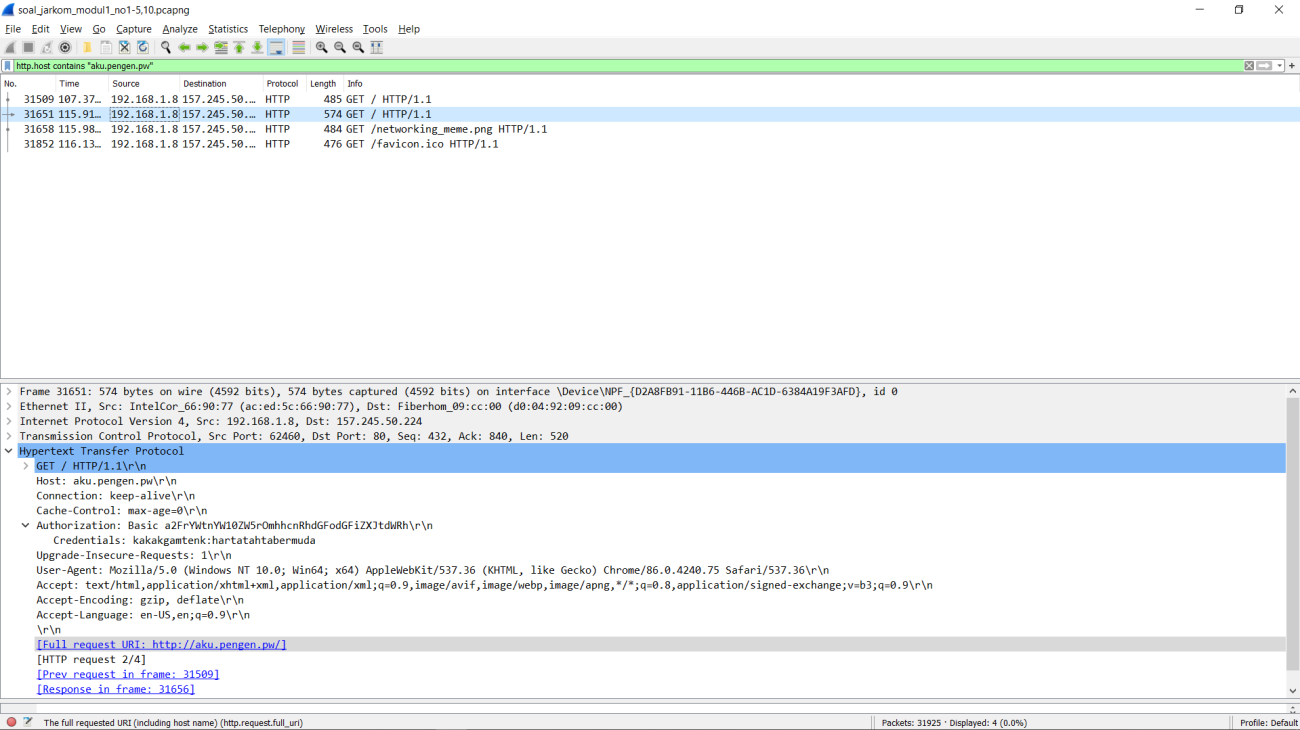 soal_jarkom_modul1_no1-5,10.pcapng
File Edit View Go Capture Analyze Statistics Telephony Wireless Tools Help
http.host contains "aku.pengen.pw"
No. Time Source Destination Protocol Length Info
31509 107.37… 192.168.1.8 157.245.50.… HTTP 485 GET / HTTP/1.1
31651 115.91… 192.168.1.8 157.245.50.… HTTP 574 GET / HTTP/1.1
31658 115.98… 192.168.1.8 157.245.50.… HTTP 484 GET /networking_meme.png HTTP/1.1
31852 116.13… 192.168.1.8 157.245.50.… HTTP 476 GET /favicon.ico HTTP/1.1
Frame 31651: 574 bytes on wire (4592 bits), 574 bytes captured (4592 bits) on interface \Device\NPF_{D2A8FB91-11B6-446B-AC1D-6384A19F3AFD}, id 0
Ethernet II, Src: IntelCor_66:90:77 (ac:ed:5c:66:90:77), Dst: Fiberhom_09:cc:00 (d0:04:92:09:cc:00)
Internet Protocol Version 4, Src: 192.168.1.8, Dst: 157.245.50.224
Transmission Control Protocol, Src Port: 62460, Dst Port: 80, Seq: 432, Ack: 840, Len: 520
Hypertext Transfer Protocol
GET / HTTP/1.1\r\n
Host: aku.pengen.pw\r\n
Connection: keep-alive\r\n
Cache-Control: max-age=0\r\n
Authorization: Basic a2FrYWtnYW10ZW5rOmhhcnRhdGFodGFiZXJtdWRh\r\n
Credentials: kakakgamtenk:hartatahtabermuda
Upgrade-Insecure-Requests: 1\r\n
User-Agent: Mozilla/5.0 (Windows NT 10.0; Win64; x64) AppleWebKit/537.36 (KHTML, like Gecko) Chrome/86.0.4240.75 Safari/537.36\r\n
Accept: text/html,application/xhtml+xml,application/xml;q=0.9,image/avif,image/webp,image/apng,*/*;q=0.8,application/signed-exchange;v=b3;q=0.9\r\n
Accept-Encoding: gzip, deflate\r\n
Accept-Language: en-US,en;q=0.9\r\n
\r\n
[Full request URI: http://aku.pengen.pw/]
[HTTP request 2/4]
[Prev request in frame: 31509]
[Response in frame: 31656]
The full requested URI (including host name) (http.request.full_uri)
Packets: 31925 · Displayed: 4 (0.0%)
Profile: Default